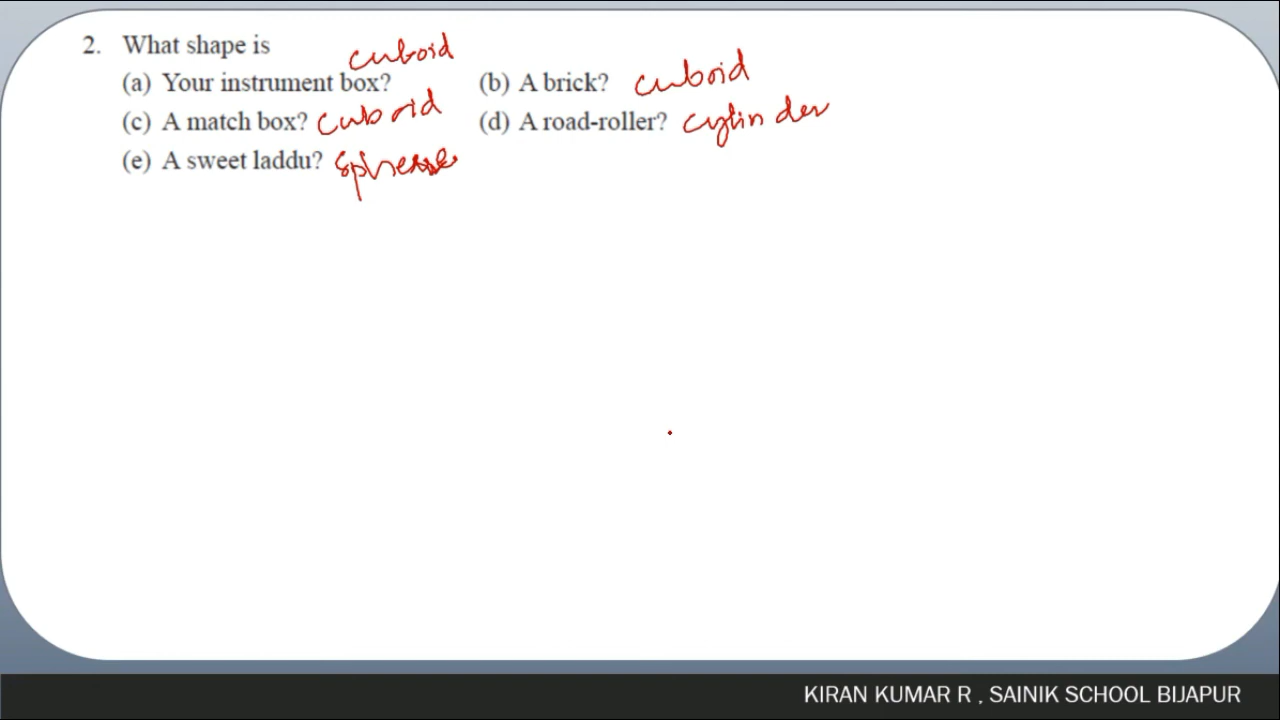 2. What shape is
cuboid
(a) Your instrument box? (b) A brick? cuboid
(c) A match box? cuboid (d) A road-roller? cylinder
(e) A sweet laddu? sphere
KIRAN KUMAR R , SAINIK SCHOOL BIJAPUR